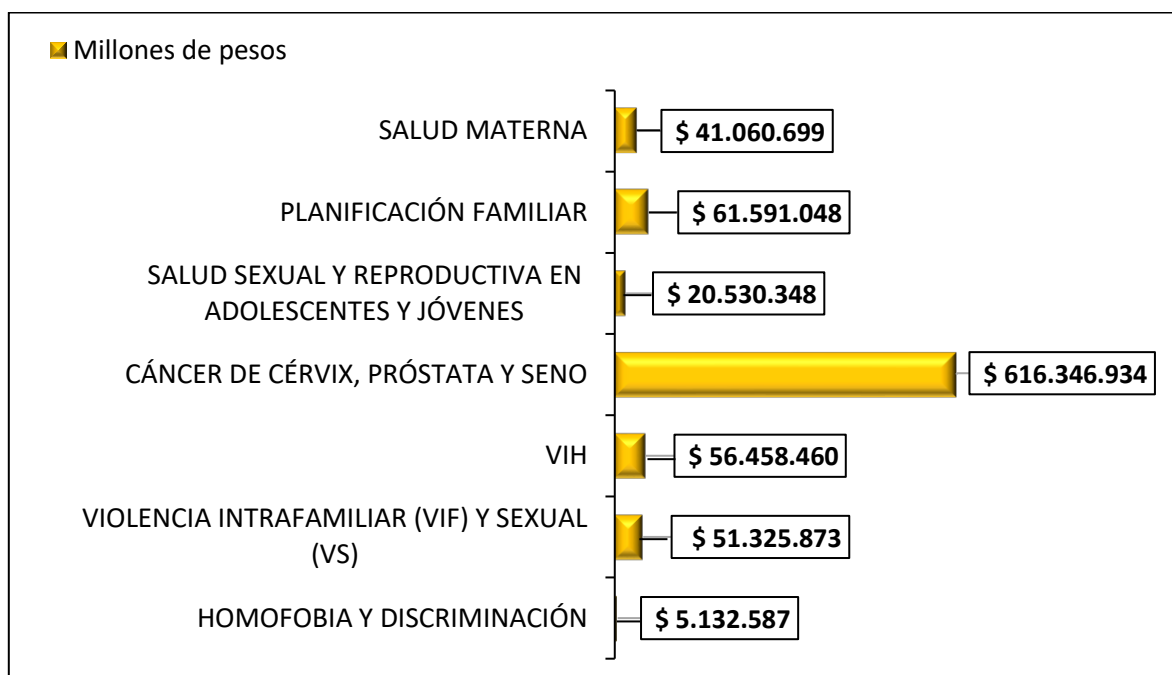 Millones de pesos
SALUD MATERNA
$ 41.060.699
PLANIFICACIÓN FAMILIAR
$ 61.591.048
SALUD SEXUAL Y REPRODUCTIVA EN
ADOLESCENTES Y JÓVENES
$ 20.530.348
CÁNCER DE CÉRVIX, PRÓSTATA Y SENO
$ 616.346.934
VIH
$ 56.458.460
VIOLENCIA INTRAFAMILIAR (VIF) Y SEXUAL
(VS)
$ 51.325.873
HOMOFOBIA Y DISCRIMINACIÓN
$ 5.132.587